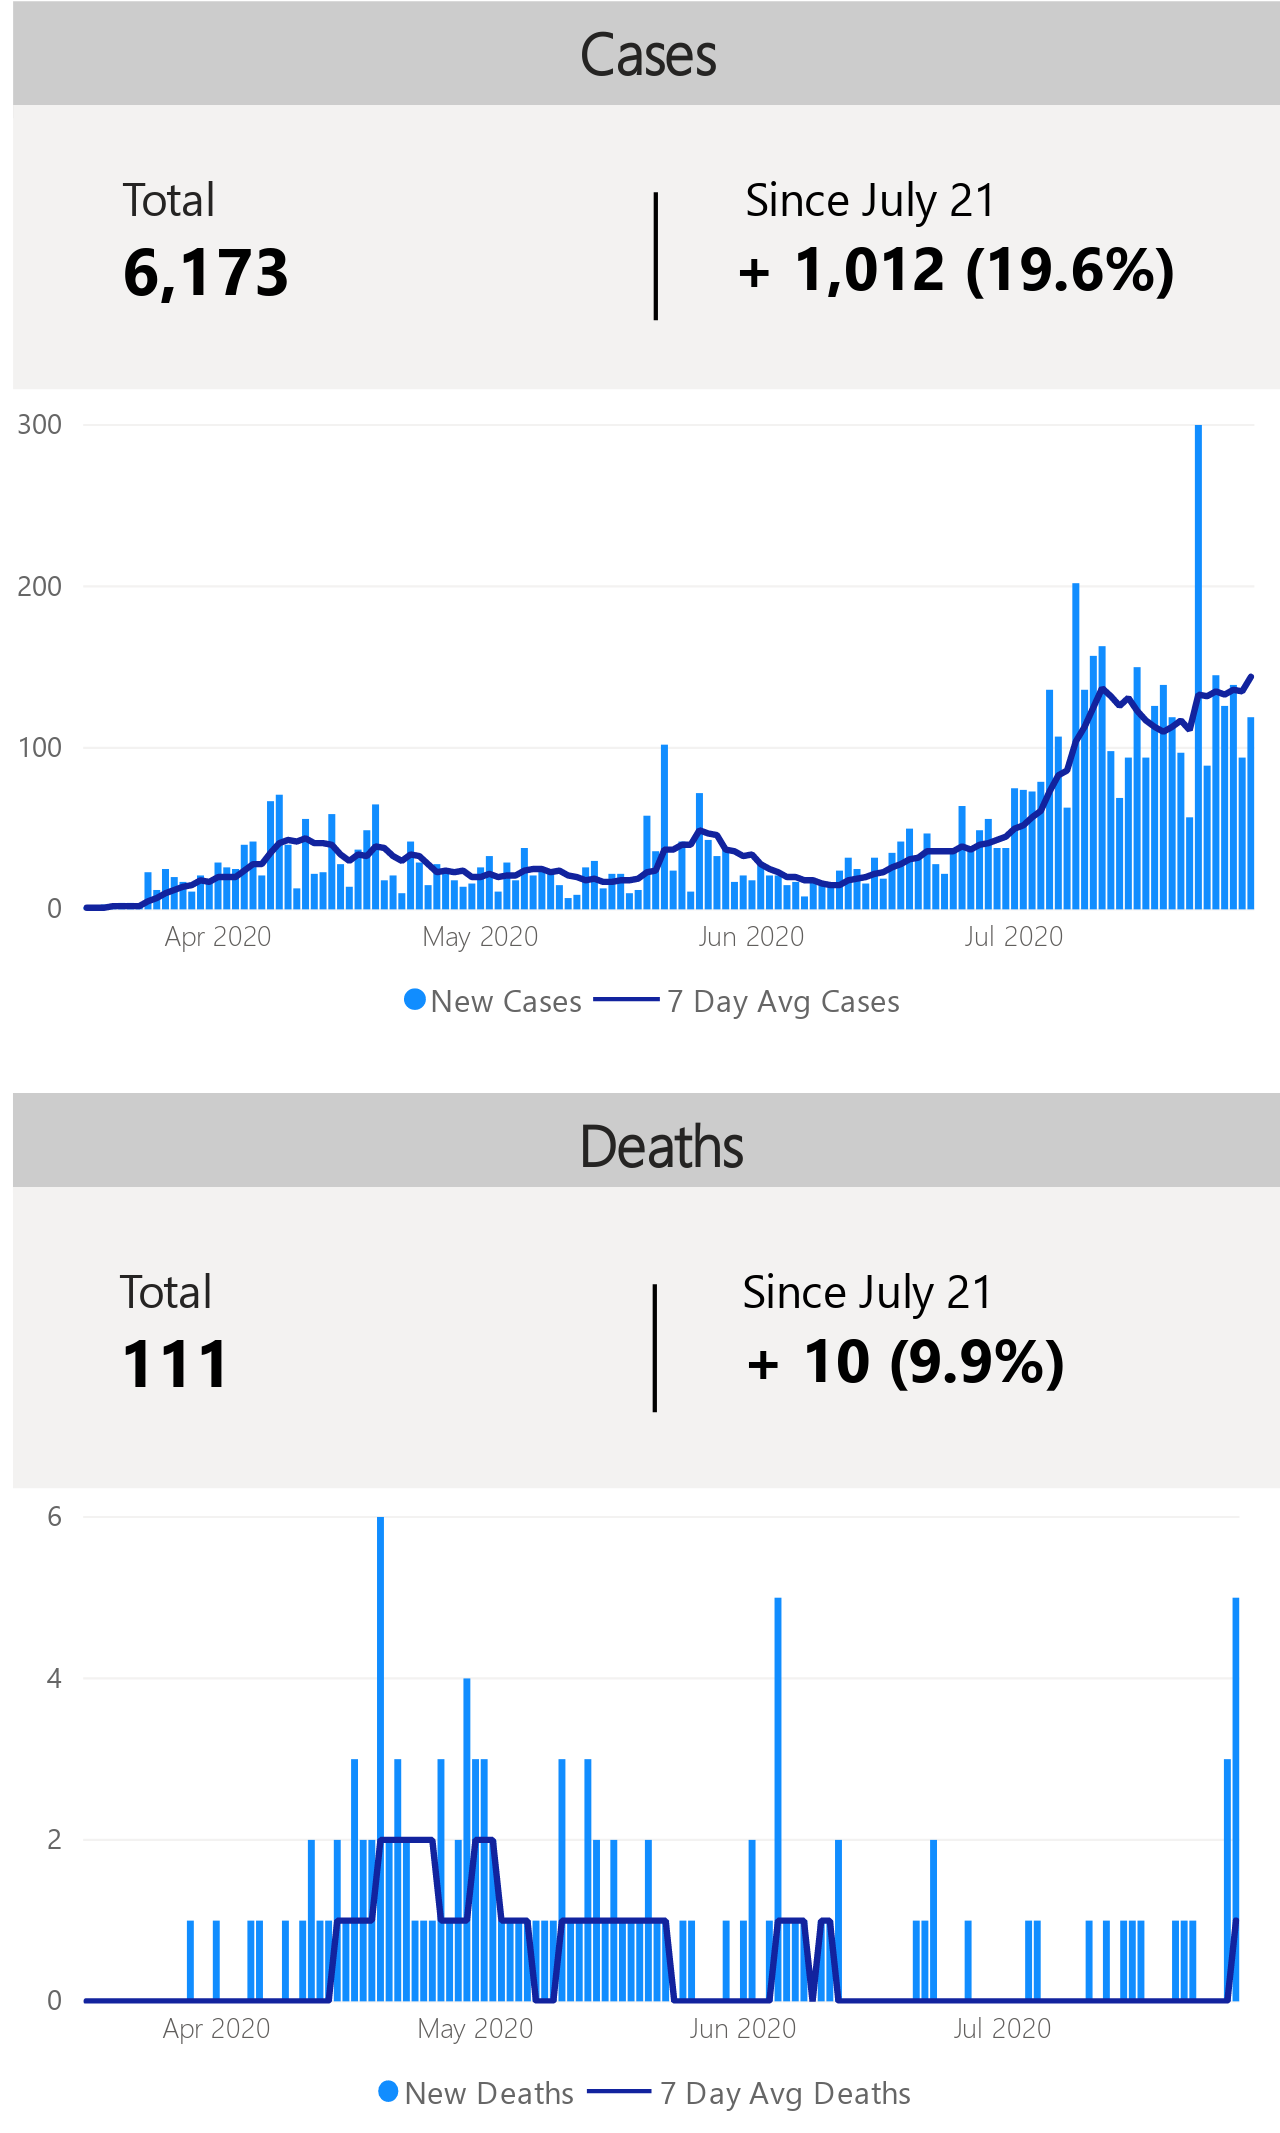 Cases
Total
Since July 21
6,173
+ 1,012 (19.6%)
300
200
100
0
Apr 2020
May 2020
Jun 2020
Jul 2020
New Cases
7 Day Avg Cases
Deaths
Total
Since July 21
111
+ 10 (9.9%)
6
4
2
0
Apr 2020
May 2020
Jun 2020
Jul 2020
New Deaths
7 Day Avg Deaths